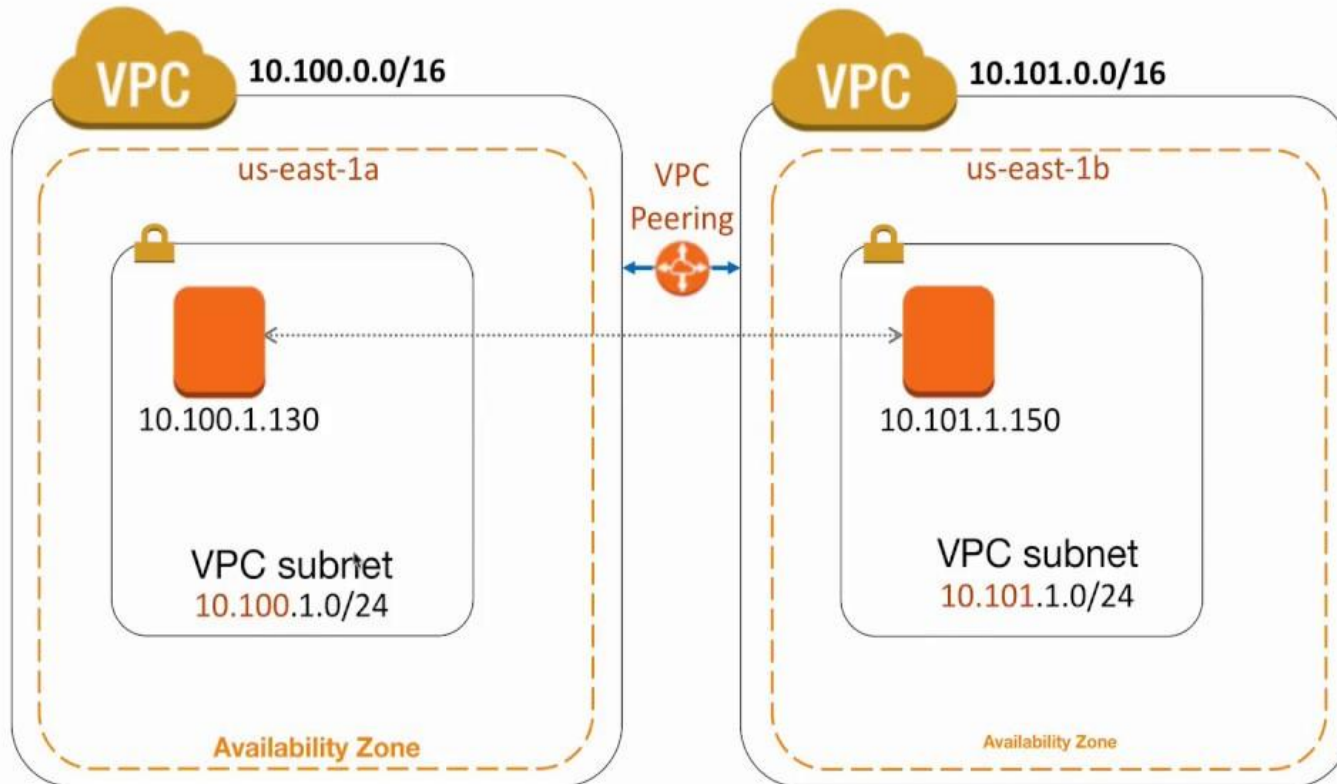 VPC
10.100.0.0/16
us-east-1a
10.100.1.130
VPC subnet
10.100.1.0/24
Availability Zone
VPC
Peering
VPC
10.101.0.0/16
us-east-1b
10.101.1.150
VPC subnet
10.101.1.0/24
Availability Zone